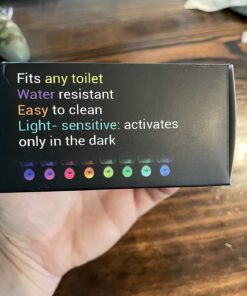 Fits any toilet
Water resistant
Easy to clean
Light- sensitive: activates
only in the dark